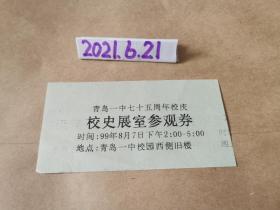 2021.6.21
青岛一中七十五周年校庆
校史展室参观券
时间:99年8月7日下午2:00-5:00
地点:青岛一中校园西侧旧楼